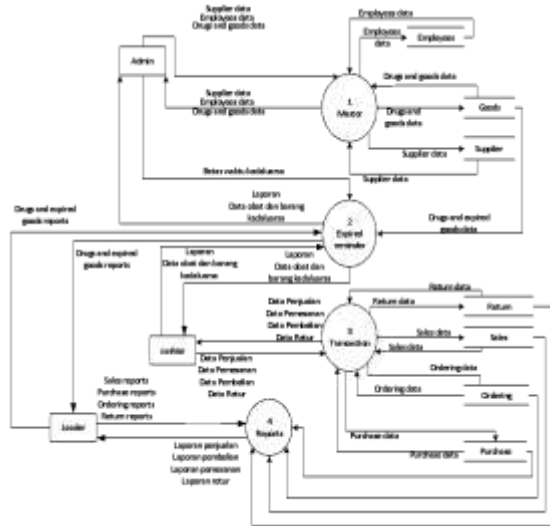 Supplier data
Employees data
Drugs and goods data
Employees data
Employees
data
Employees
Admin
Supplier data
Employees data
Drugs and goods data
1
Master
Drugs and goods data
Goods
Drugs and
goods data
Supplier
Supplier data
Supplier data
Batas waktu kadaluarsa
Laporan
Data obat dan barang
kadaluarsa
Drugs and expired
goods reports
2
Expired
reminder
Drugs and expired
goods data
Drugs and expired
goods reports
Laporan
Data obat dan barang
kadaluarsa
Laporan
Data obat dan barang
kadaluarsa
Return data
Return data
Return
Data Penjualan
Data Pemesanan
Data Pembelian
Data Retur
3
Transaction
Sales data
Sales
Sales data
cashier
Data Penjualan
Data Pemesanan
Data Pembelian
Data Retur
Ordering data
Ordering data
Ordering
Sales reports
Purchase reports
Ordering reports
Return reports
Leader
4
Reports
Purchase data
Purchase
Purchase data
Laporan penjualan
Laporan pembelian
Laporan pemesanan
Laporan retur